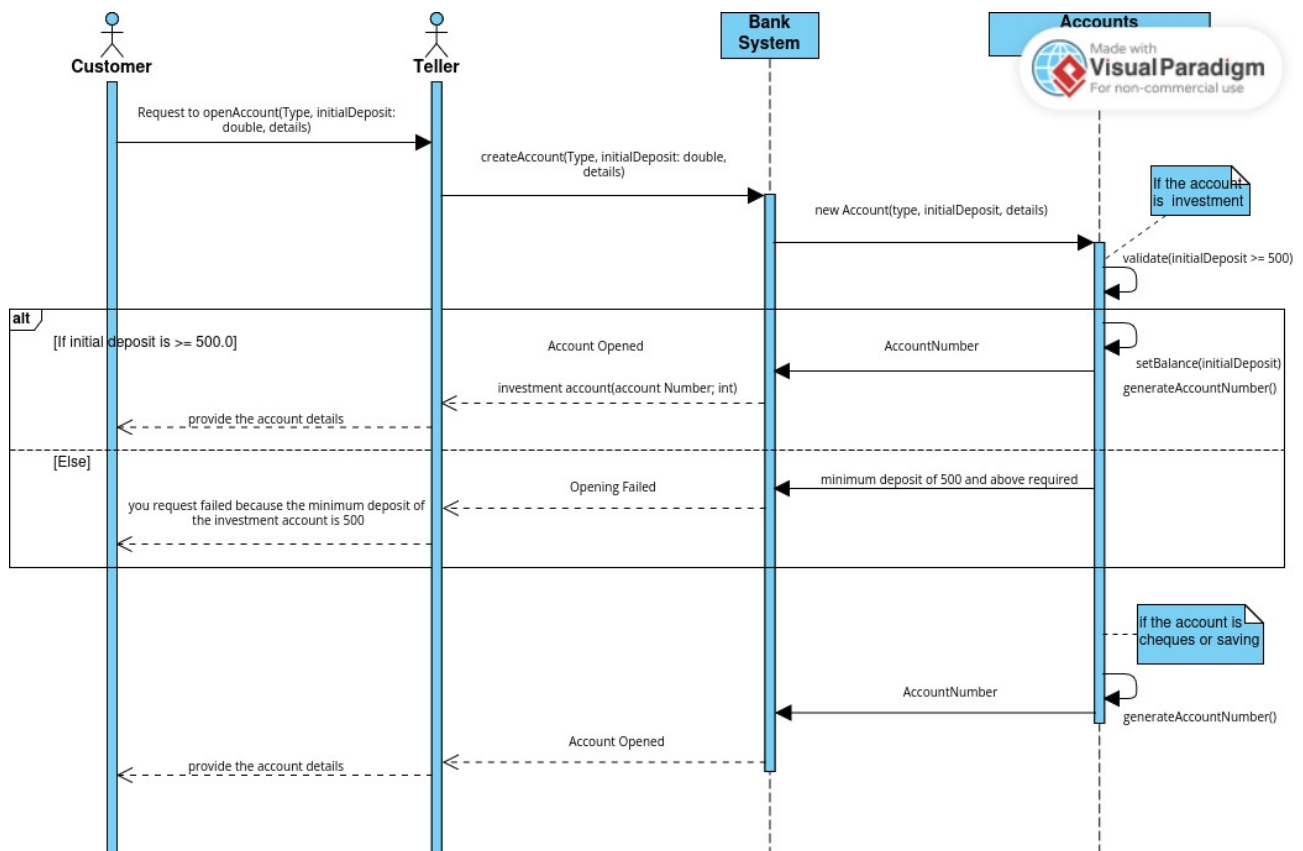 Customer
Teller
Bank
System
Accounts
Made with
Visual Paradigm
For non-commercial use
Request to openAccount(Type, initialDeposit:
double, details)
createAccount(Type, initialDeposit: double,
details)
If the account
is investment
new Account(type, initialDeposit, details)
validate(initialDeposit >= 500)
alt
[If initial deposit is >= 500.0]
Account Opened
AccountNumber
setBalance(initialDeposit)
investment account(account Number; int)
generateAccountNumber()
provide the account details
[Else]
minimum deposit of 500 and above required
Opening Failed
you request failed because the minimum deposit of
the investment account is 500
if the account is
cheques or saving
AccountNumber
generateAccountNumber()
Account Opened
provide the account details